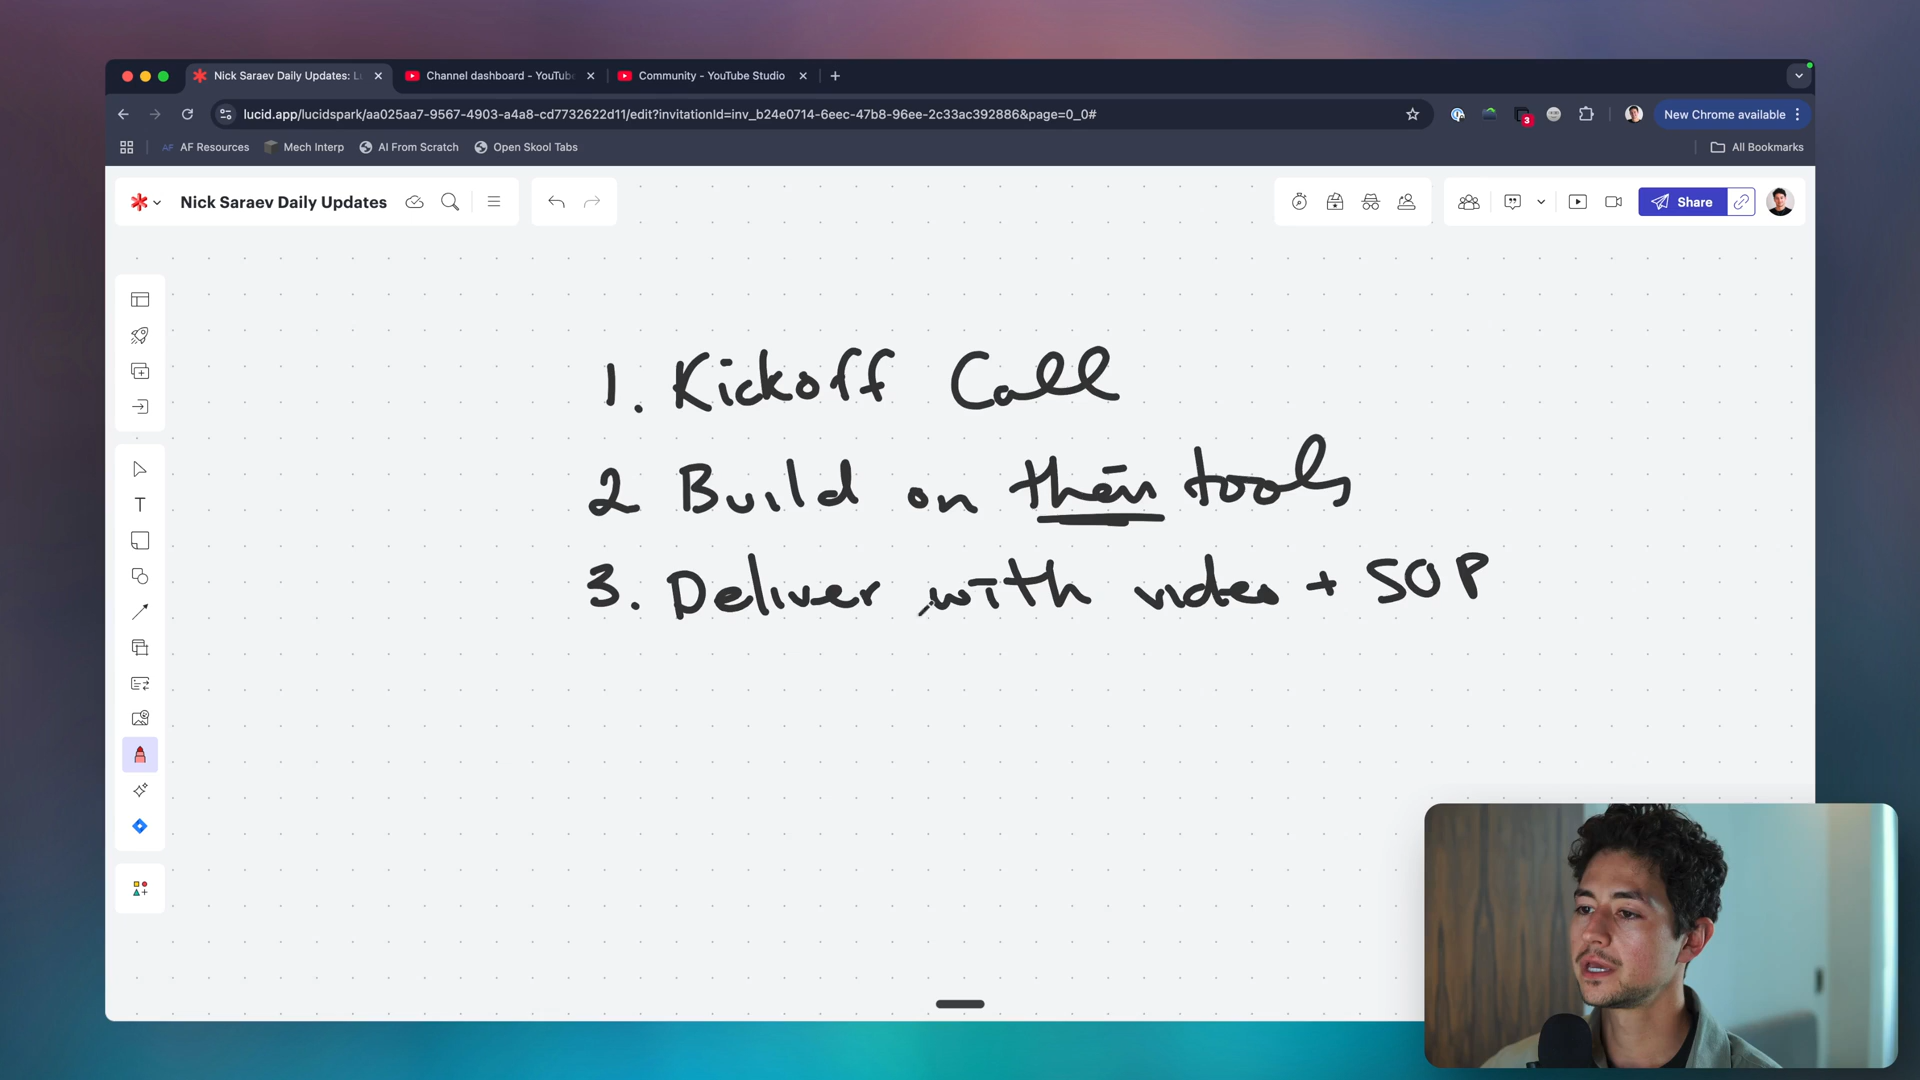 Nick Saraev Daily Updates: L
Channel dashboard - YouTube
Community - YouTube Studio
lucid.app/lucidspark/aa025aa7-9567-4903-a4a8-cd7732622d11/edit?invitationId=inv_b24e0714-6eec-47b8-96ee-2c33ac392886&page=0_0#
3
New Chrome available
AF AF Resources
Mech Interp
AI From Scratch
Open Skool Tabs
All Bookmarks
Nick Saraev Daily Updates
Share
1. Kickoff Call
2 Build on their tools
3. Deliver with video + SOP